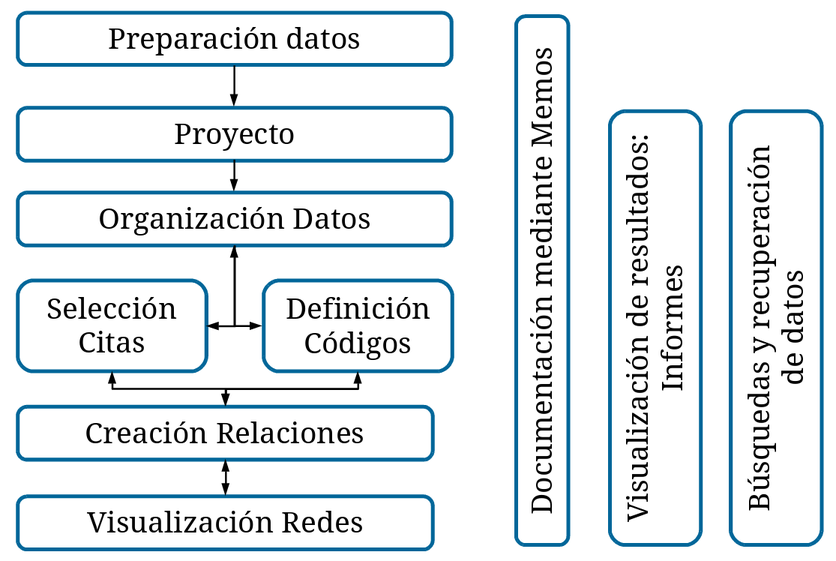 Preparación datos
Proyecto
Organización Datos
Selección
Citas
Definición
Códigos
Creación Relaciones
Visualización Redes
Documentación mediante Memos
Visualización de resultados:
Informes
Búsquedas y recuperación
de datos